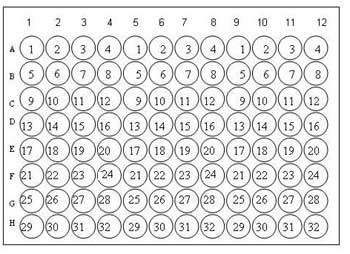 1 2 3 4 5 6 7 8 9 10 11 12
A 1 2 3 4 1 2 3 4 1 2 3 4
B 5 6 7 8 5 6 7 8 5 6 7 8
C 9 10 11 12 9 10 11 12 9 10 11 12
D 13 14 15 16 13 14 15 16 13 14 15 16
E 17 18 19 20 17 18 19 20 17 18 19 20
F 21 22 23 24 21 22 23 24 21 22 23 24
G 25 26 27 28 25 26 27 28 25 26 27 28
H 29 30 31 32 29 30 31 32 29 30 31 32